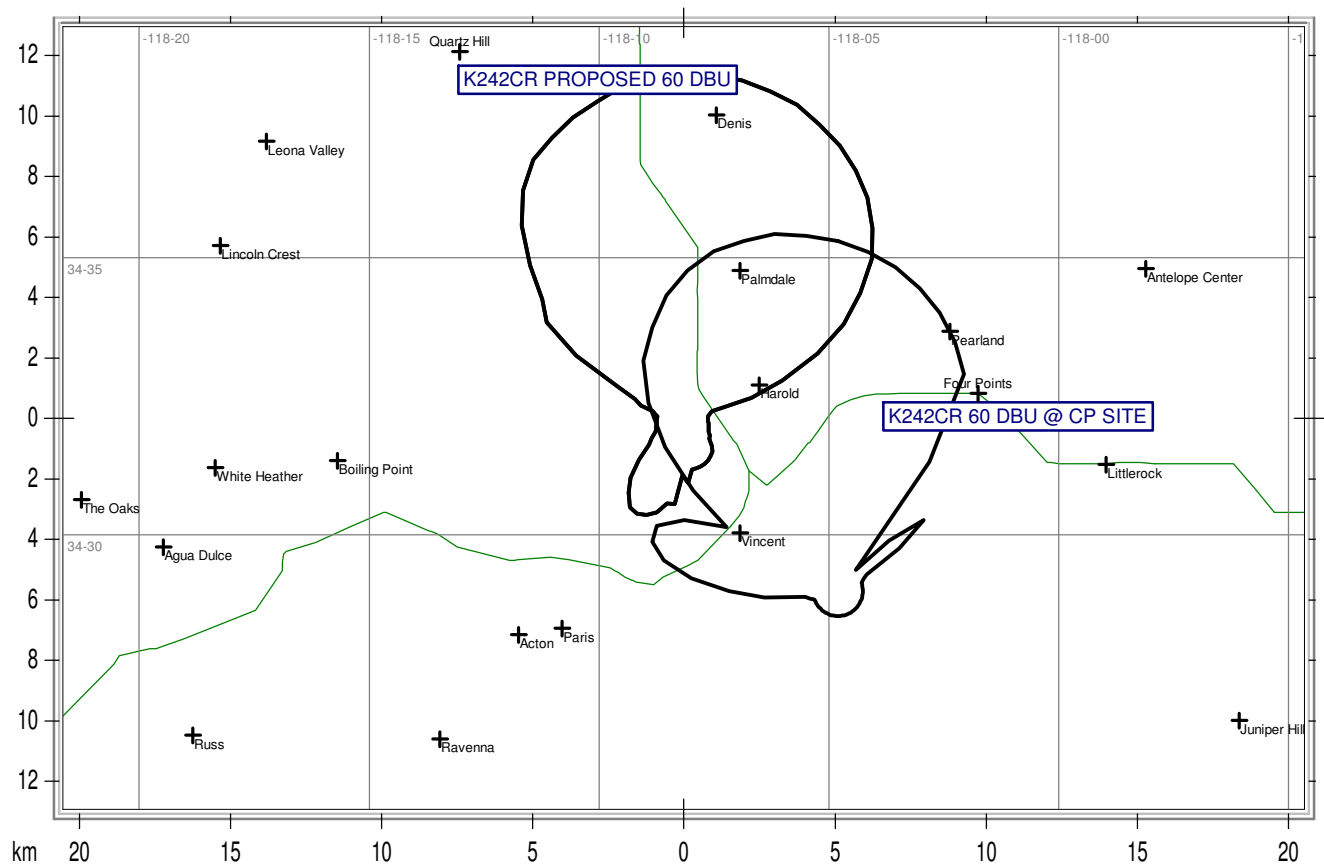 -118-20
-118-15
-118-10
-118-05
-118-00
-1
12
Quartz Hill
K242CR PROPOSED 60 DBU
10
Denis
Leona Valley
8
6
Lincoln Crest
34-35
Palmdale
Antelope Center
4
Pearland
2
Four Points
Harold
0
K242CR 60 DBU @ CP SITE
Boiling Point
White Heather
Littlerock
2
The Oaks
4
34-30
Vincent
Agua Dulce
6
Acton
Paris
8
10
Juniper Hill
Russ
Ravenna
12
km 20 15 10 5 0 5 10 15 20